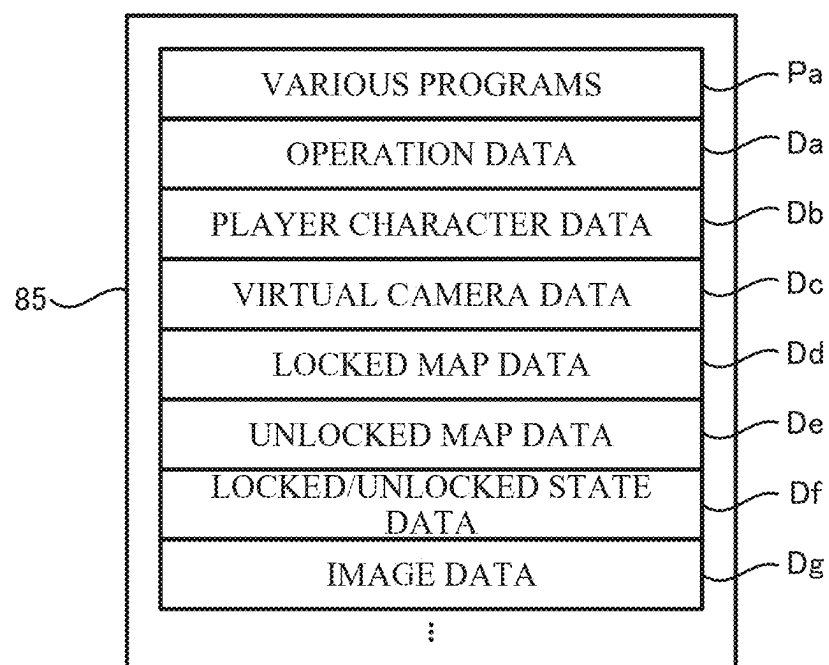 VARIOUS PROGRAMS Pa
OPERATION DATA Da
PLAYER CHARACTER DATA Db
85 VIRTUAL CAMERA DATA Dc
LOCKED MAP DATA Dd
UNLOCKED MAP DATA De
LOCKED/UNLOCKED STATE
DATA Df
IMAGE DATA Dg
⋮